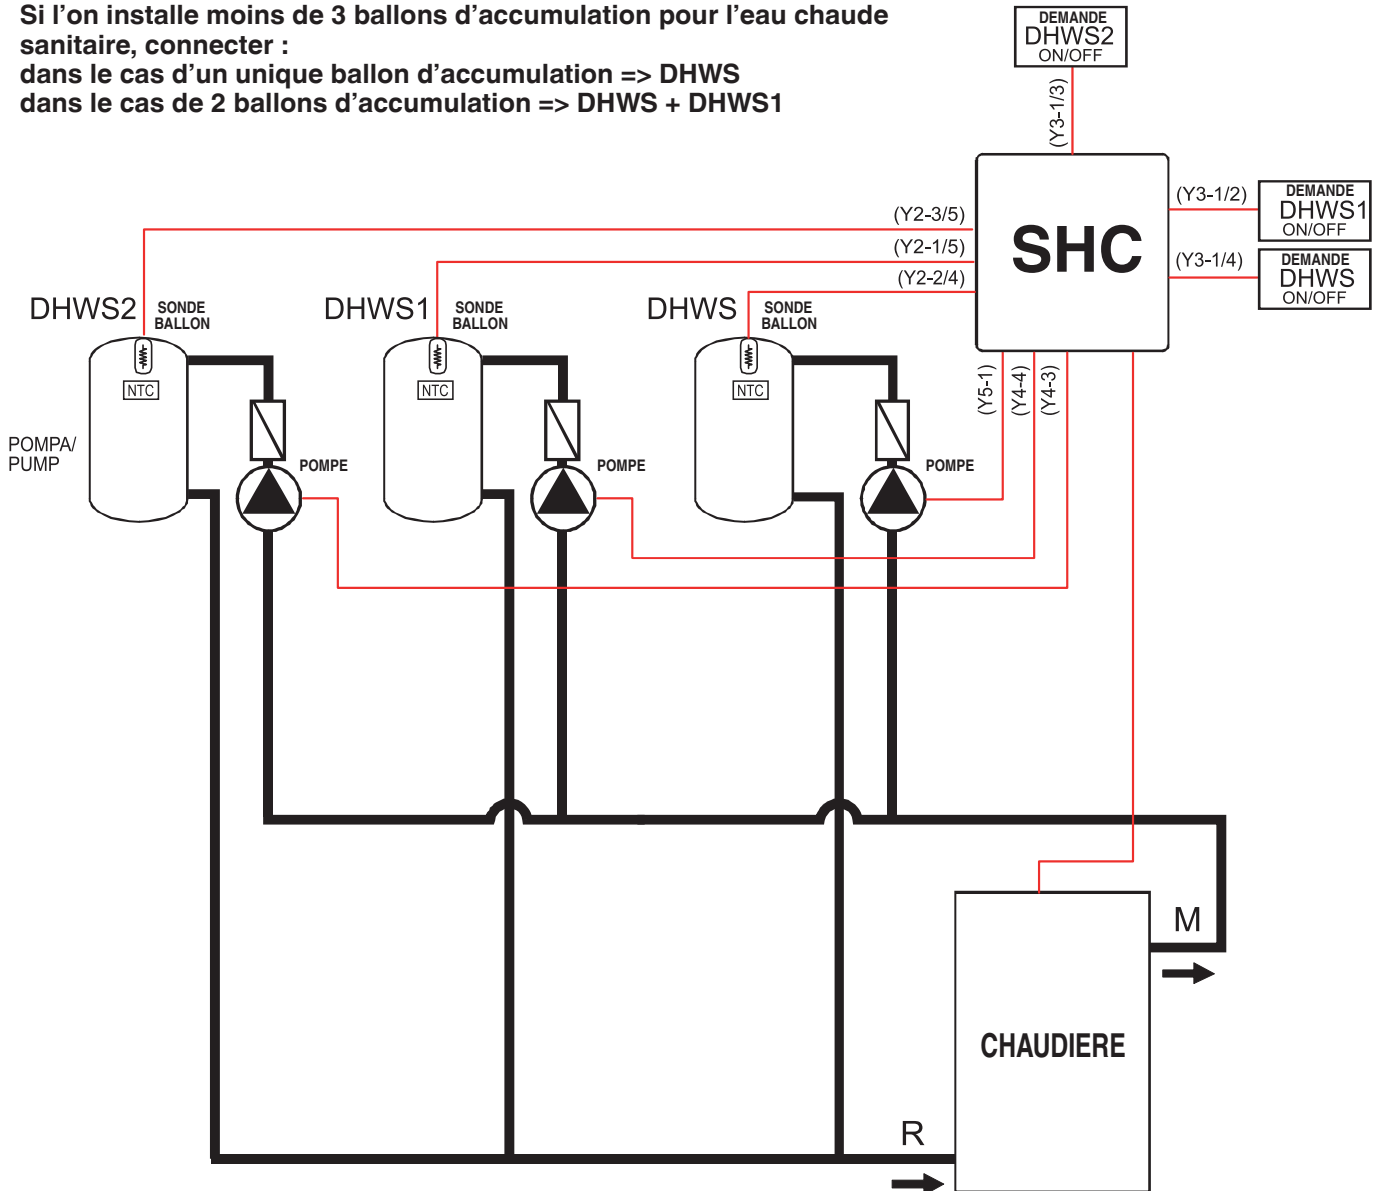 Si l’on installe moins de 3 ballons d’accumulation pour l’eau chaude
sanitaire, connecter :
dans le cas d’un unique ballon d’accumulation => DHWS
dans le cas de 2 ballons d’accumulation => DHWS + DHWS1
DEMANDE
DHWS2
ON/OFF
(Y3-1/3)
SHC
(Y3-1/2)
DEMANDE
DHWS1
ON/OFF
(Y3-1/4)
DEMANDE
DHWS
ON/OFF
(Y2-3/5)
(Y2-1/5)
(Y2-2/4)
DHWS2
SONDE
BALLON
DHWS1
SONDE
BALLON
DHWS
SONDE
BALLON
NTC
NTC
NTC
(Y5-1)
(Y4-4)
(Y4-3)
POMPA/
PUMP
POMPE
POMPE
POMPE
M
CHAUDIERE
R